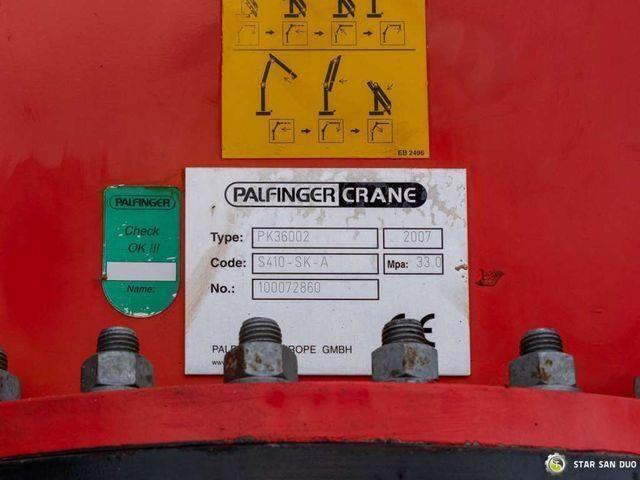 EB 2496
PALFINGER CRANE
Type: PK36002 2007
Code: S410-SK-A Mpa: 33.0
No.: 100072860
CE
GMBH
www.
PALFINGER
Check
OK !!!
Name:
STAR SAN DUO